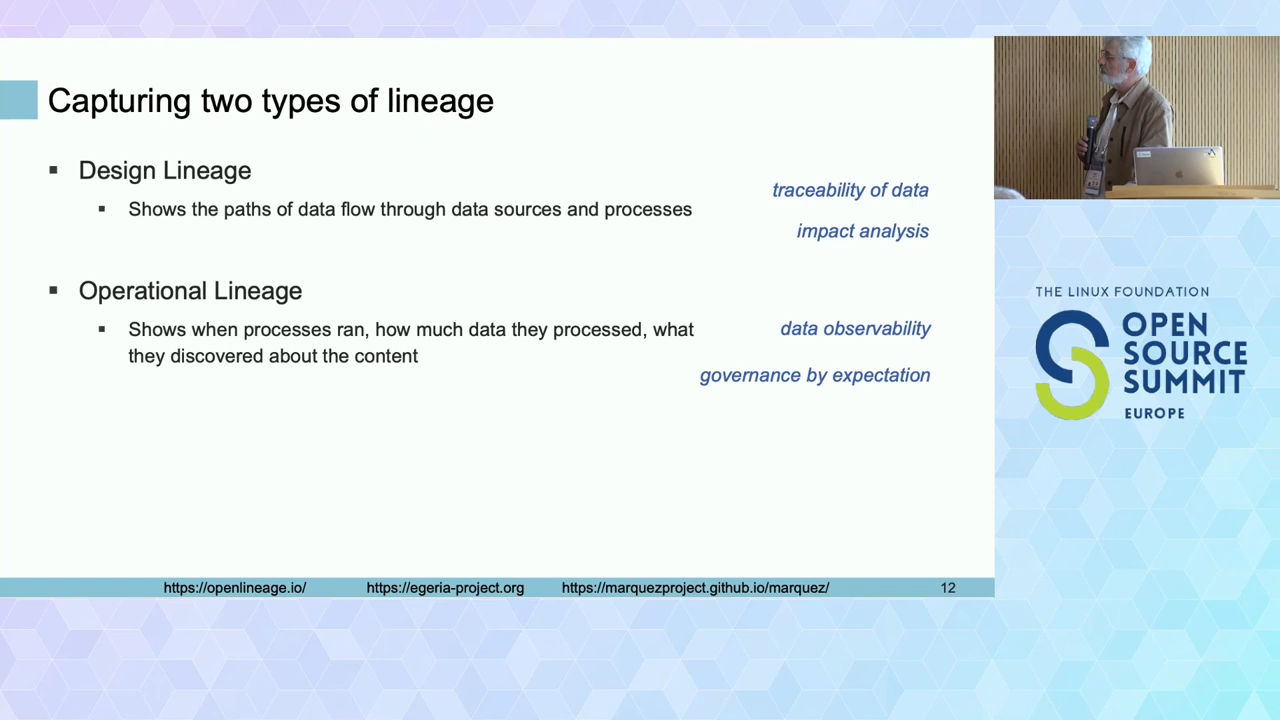 Capturing two types of lineage
▪ Design Lineage
▪ Shows the paths of data flow through data sources and processes
traceability of data
impact analysis
▪ Operational Lineage
▪ Shows when processes ran, how much data they processed, what
they discovered about the content
data observability
governance by expectation
https://openlineage.io/ https://egeria-project.org https://marquezproject.github.io/marquez/ 12
THE LINUX FOUNDATION
OPEN
SOURCE
SUMMIT
EUROPE